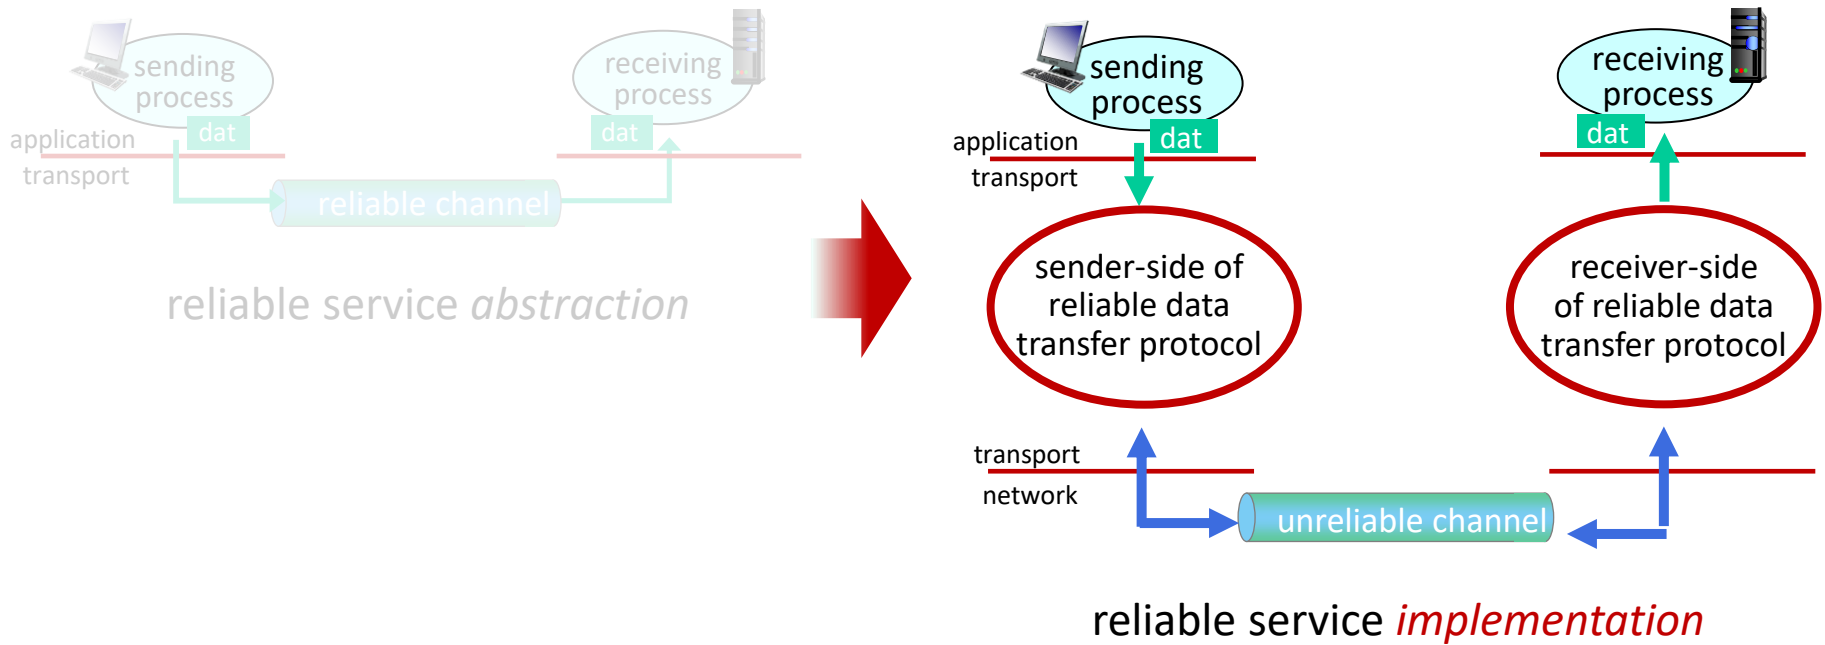 sending
process
dat
application
transport
receiving
process
dat
reliable channel
reliable service abstraction
sending
process
dat
application
transport
receiving
process
dat
sender-side of
reliable data
transfer protocol
receiver-side
of reliable data
transfer protocol
transport
network
unreliable channel
reliable service implementation